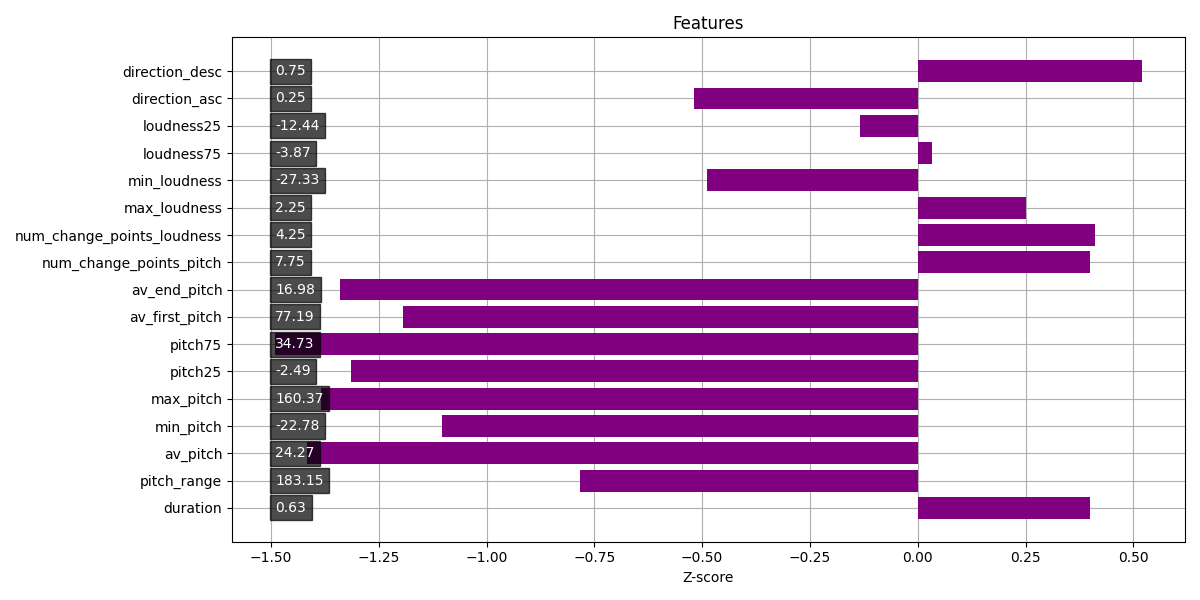 Features
direction_desc 0.75
direction_asc 0.25
loudness25 -12.44
loudness75 -3.87
min_loudness -27.33
max_loudness 2.25
num_change_points_loudness 4.25
num_change_points_pitch 7.75
av_end_pitch 16.98
av_first_pitch 77.19
pitch75 34.73
pitch25 -2.49
max_pitch 160.37
min_pitch -22.78
av_pitch 24.27
pitch_range 183.15
duration 0.63
−1.50 −1.25 −1.00 −0.75 −0.50 −0.25 0.00 0.25 0.50
Z-score